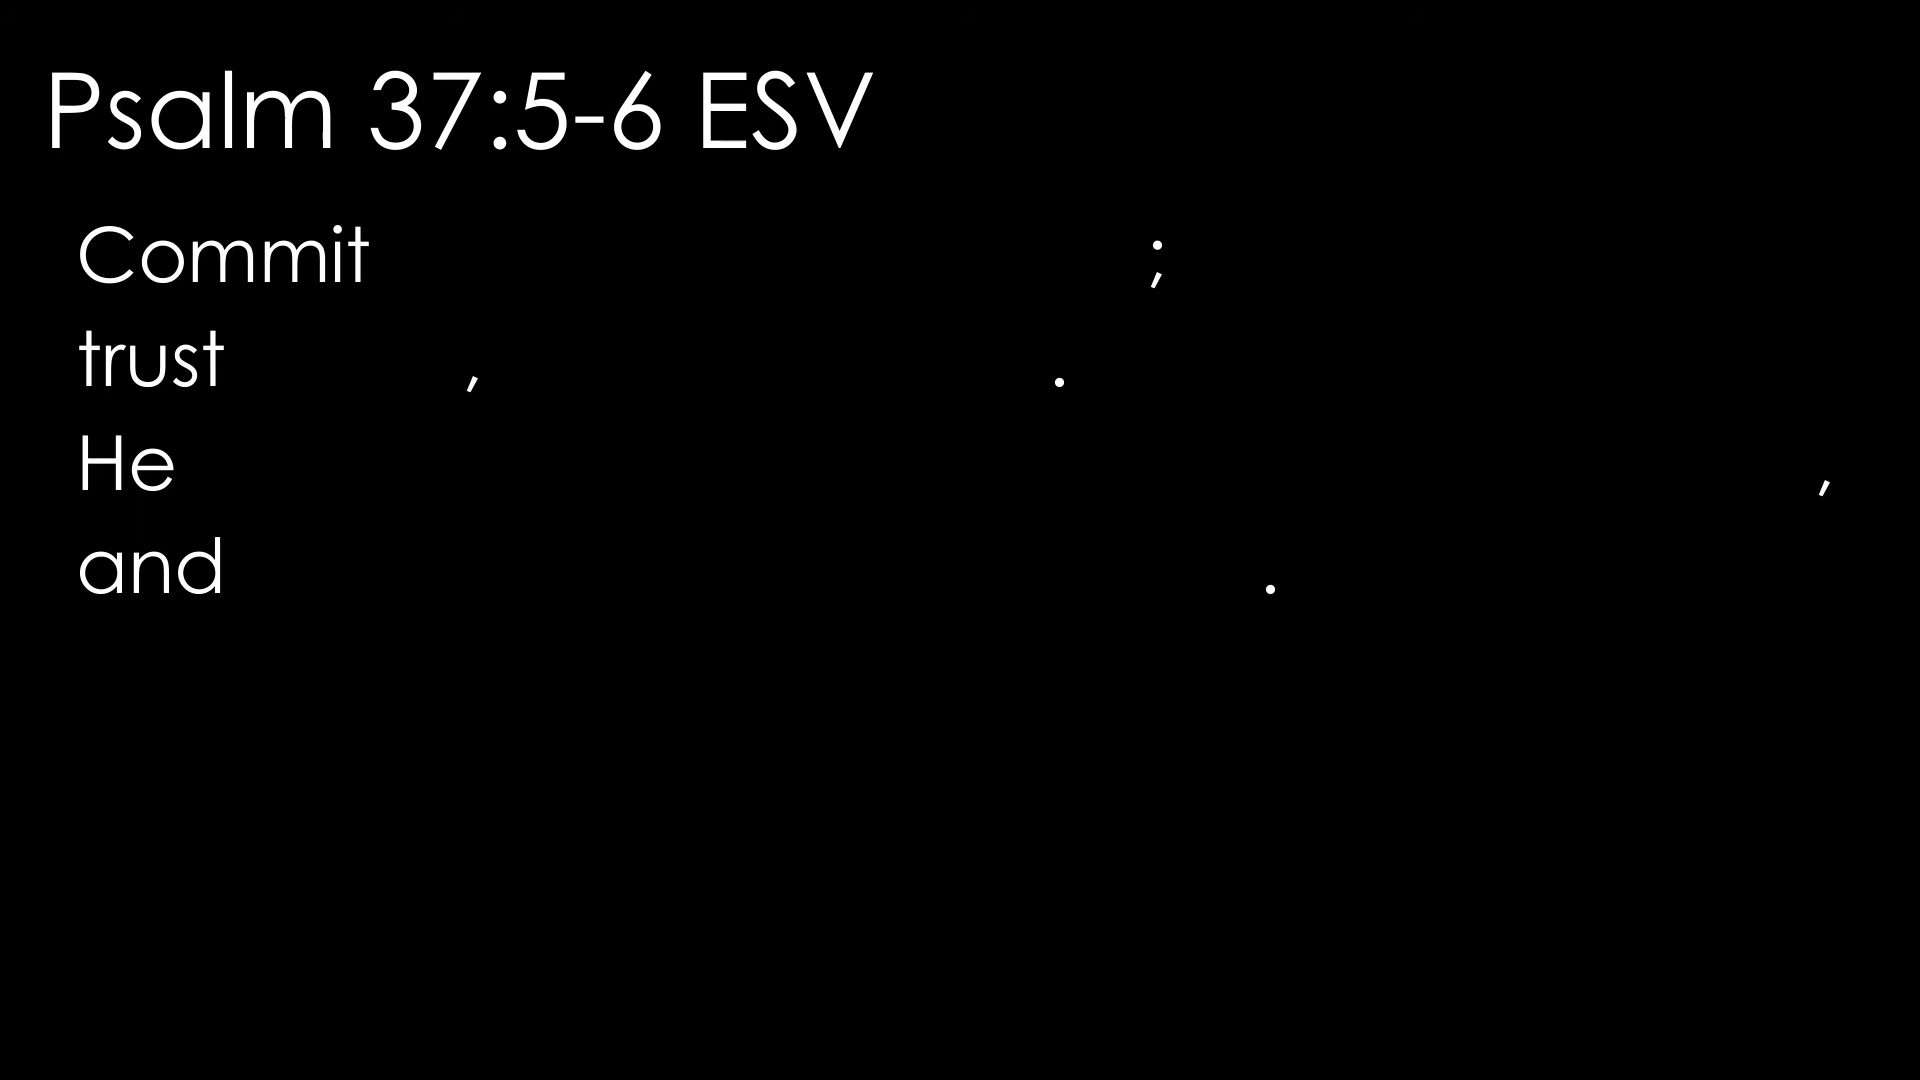 Psalm 37:5-6 ESV
Commit ;
trust , .
He ,
and .